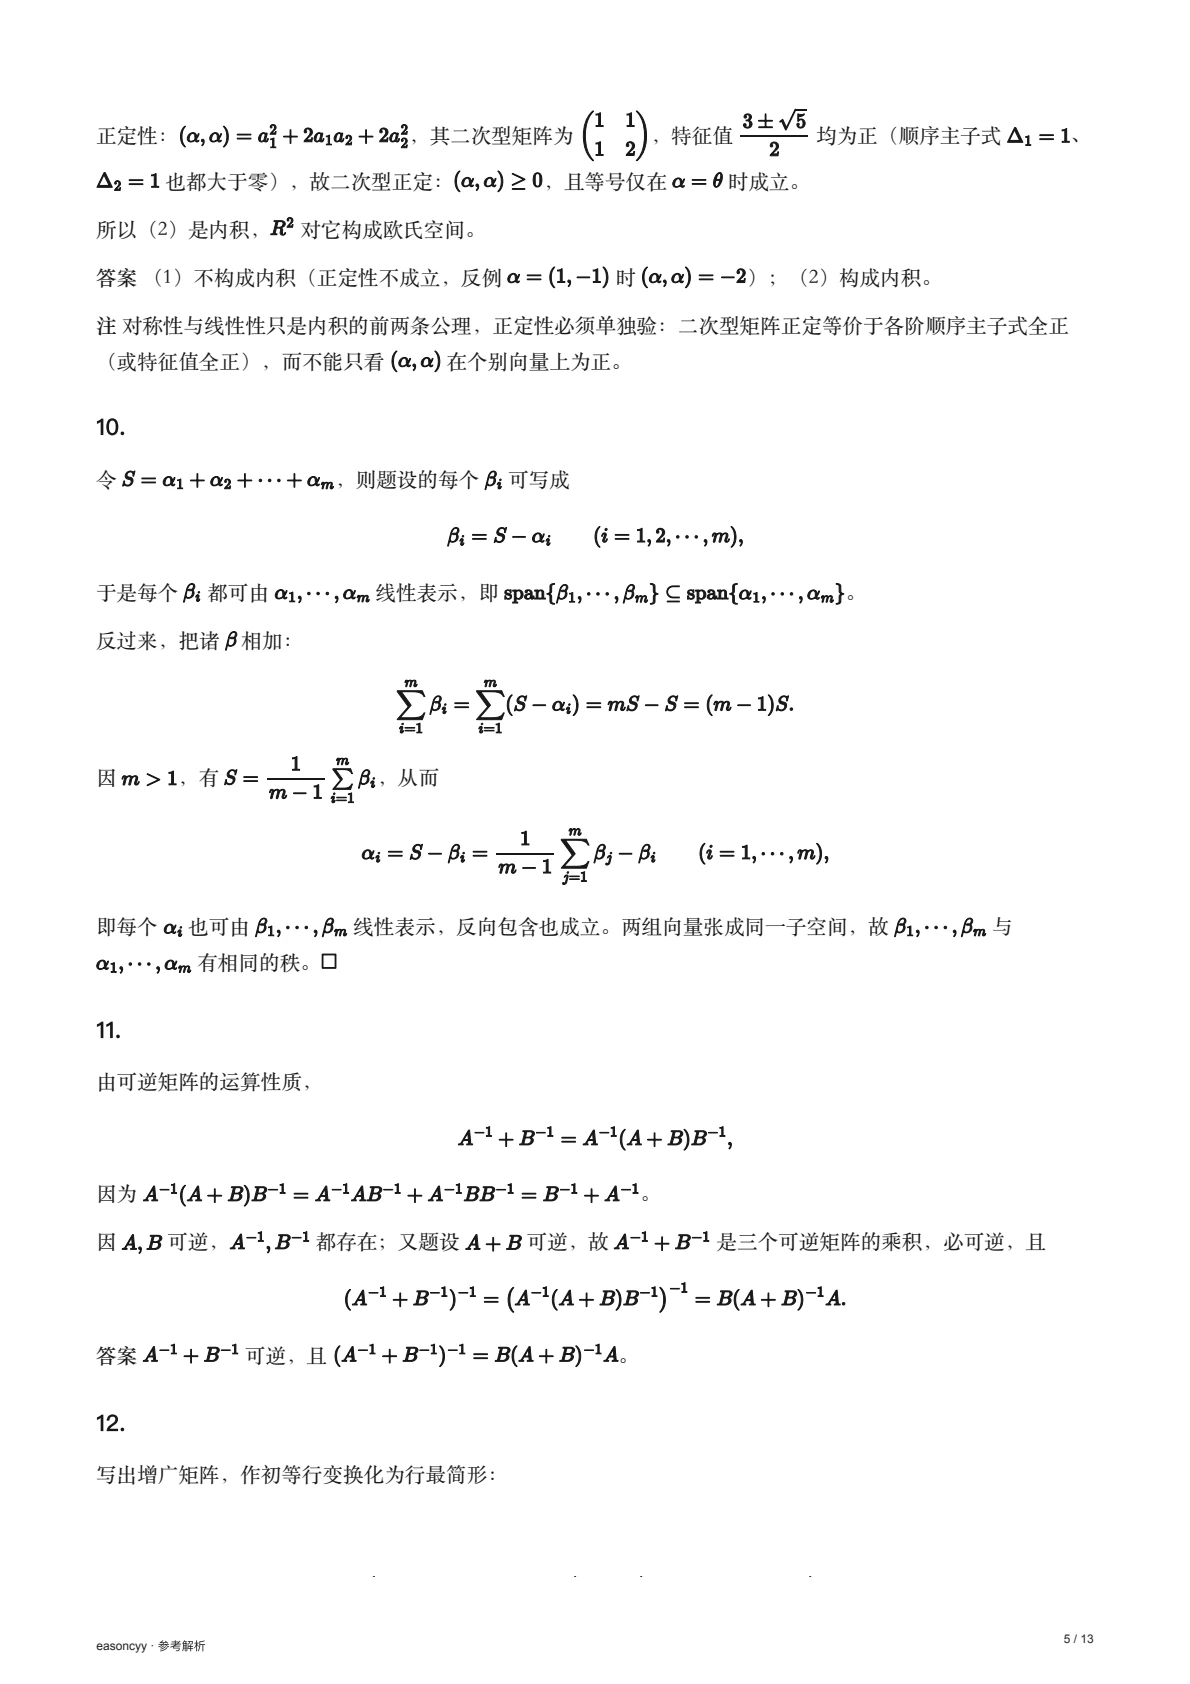 正定性：(α, α) = a₁² + 2a₁a₂ + 2a₂²，其二次型矩阵为 (1 1; 1 2)，特征值 (3 ± √5)/2 均为正（顺序主子式 Δ₁ = 1、
Δ₂ = 1 也都大于零），故二次型正定：(α, α) ≥ 0，且等号仅在 α = θ 时成立。
所以（2）是内积，R² 对它构成欧氏空间。
答案 （1）不构成内积（正定性不成立，反例 α = (1, −1) 时 (α, α) = −2）；（2）构成内积。
注 对称性与线性性只是内积的前两条公理，正定性必须单独验：二次型矩阵正定等价于各阶顺序主子式全正
（或特征值全正），而不能只看 (α, α) 在个别向量上为正。
10.
令 S = α₁ + α₂ + ⋯ + αₘ，则题设的每个 βᵢ 可写成
βᵢ = S − αᵢ  (i = 1, 2, ⋯, m),
于是每个 βᵢ 都可由 α₁, ⋯, αₘ 线性表示，即 span{β₁, ⋯, βₘ} ⊆ span{α₁, ⋯, αₘ}。
反过来，把诸 β 相加：
∑_{i=1}^{m} βᵢ = ∑_{i=1}^{m} (S − αᵢ) = mS − S = (m − 1)S.
因 m > 1，有 S = 1/(m − 1) ∑_{i=1}^{m} βᵢ，从而
αᵢ = S − βᵢ = 1/(m − 1) ∑_{j=1}^{m} βⱼ − βᵢ  (i = 1, ⋯, m),
即每个 αᵢ 也可由 β₁, ⋯, βₘ 线性表示，反向包含也成立。两组向量张成同一子空间，故 β₁, ⋯, βₘ 与
α₁, ⋯, αₘ 有相同的秩。□
11.
由可逆矩阵的运算性质，
A⁻¹ + B⁻¹ = A⁻¹(A + B)B⁻¹,
因为 A⁻¹(A + B)B⁻¹ = A⁻¹AB⁻¹ + A⁻¹BB⁻¹ = B⁻¹ + A⁻¹。
因 A, B 可逆，A⁻¹, B⁻¹ 都存在；又题设 A + B 可逆，故 A⁻¹ + B⁻¹ 是三个可逆矩阵的乘积，必可逆，且
(A⁻¹ + B⁻¹)⁻¹ = (A⁻¹(A + B)B⁻¹)⁻¹ = B(A + B)⁻¹A.
答案 A⁻¹ + B⁻¹ 可逆，且 (A⁻¹ + B⁻¹)⁻¹ = B(A + B)⁻¹A。
12.
写出增广矩阵，作初等行变换化为行最简形：
easoncyy · 参考解析
5 / 13